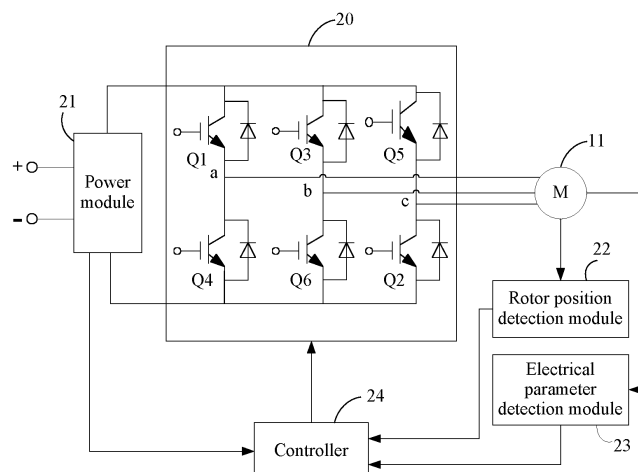 20
21
11
+
-
Power
module
Q1
Q3
Q5
a
b
c
M
Q4
Q6
Q2
22
Rotor position
detection module
Electrical
parameter
detection module
23
24
Controller